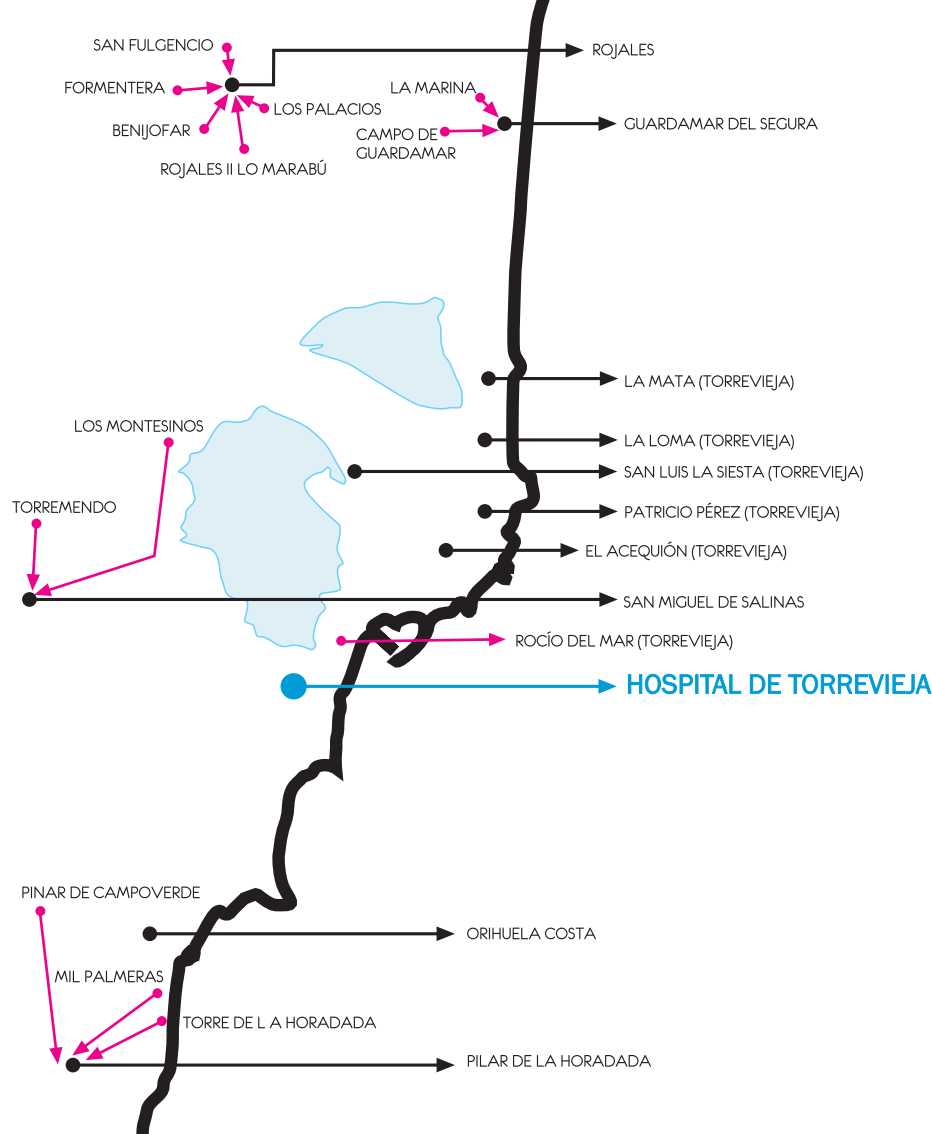 SAN FULGENCIO
ROJALES
FORMENTERA
LA MARINA
LOS PALACIOS
BENIJOFAR
GUARDAMAR DEL SEGURA
CAMPO DE
GUARDAMAR
ROJALES II LO MARABÚ
LA MATA (TORREVIEJA)
LOS MONTESINOS
LA LOMA (TORREVIEJA)
SAN LUIS LA SIESTA (TORREVIEJA)
TORREMENDO
PATRICIO PÉREZ (TORREVIEJA)
EL ACEQUIÓN (TORREVIEJA)
SAN MIGUEL DE SALINAS
ROCÍO DEL MAR (TORREVIEJA)
HOSPITAL DE TORREVIEJA
PINAR DE CAMPOVERDE
ORIHUELA COSTA
MIL PALMERAS
TORRE DE L A HORADADA
PILAR DE LA HORADADA